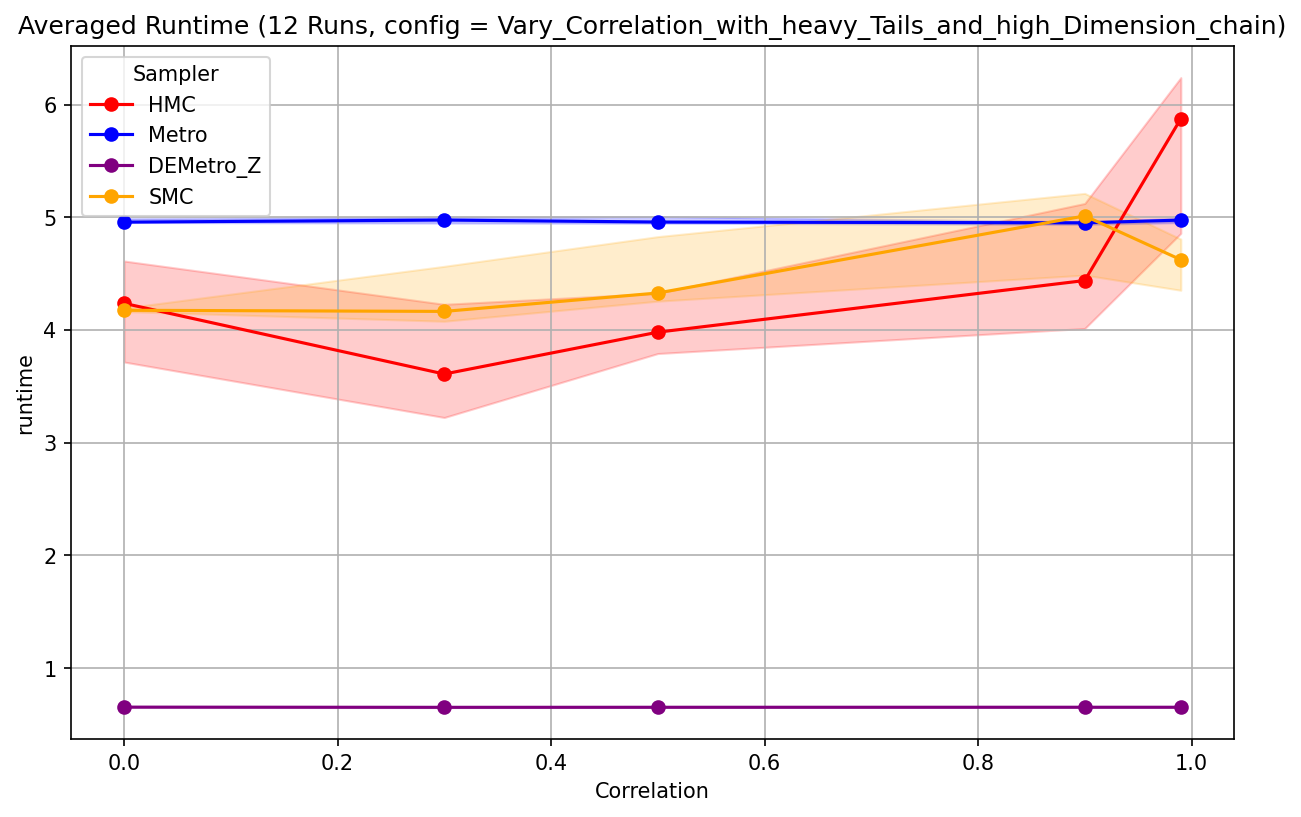 Averaged Runtime (12 Runs, config = Vary_Correlation_with_heavy_Tails_and_high_Dimension_chain)
Sampler
HMC
Metro
DEMetro_Z
SMC
6
5
4
3
2
1
runtime
0.0 0.2 0.4 0.6 0.8 1.0
Correlation